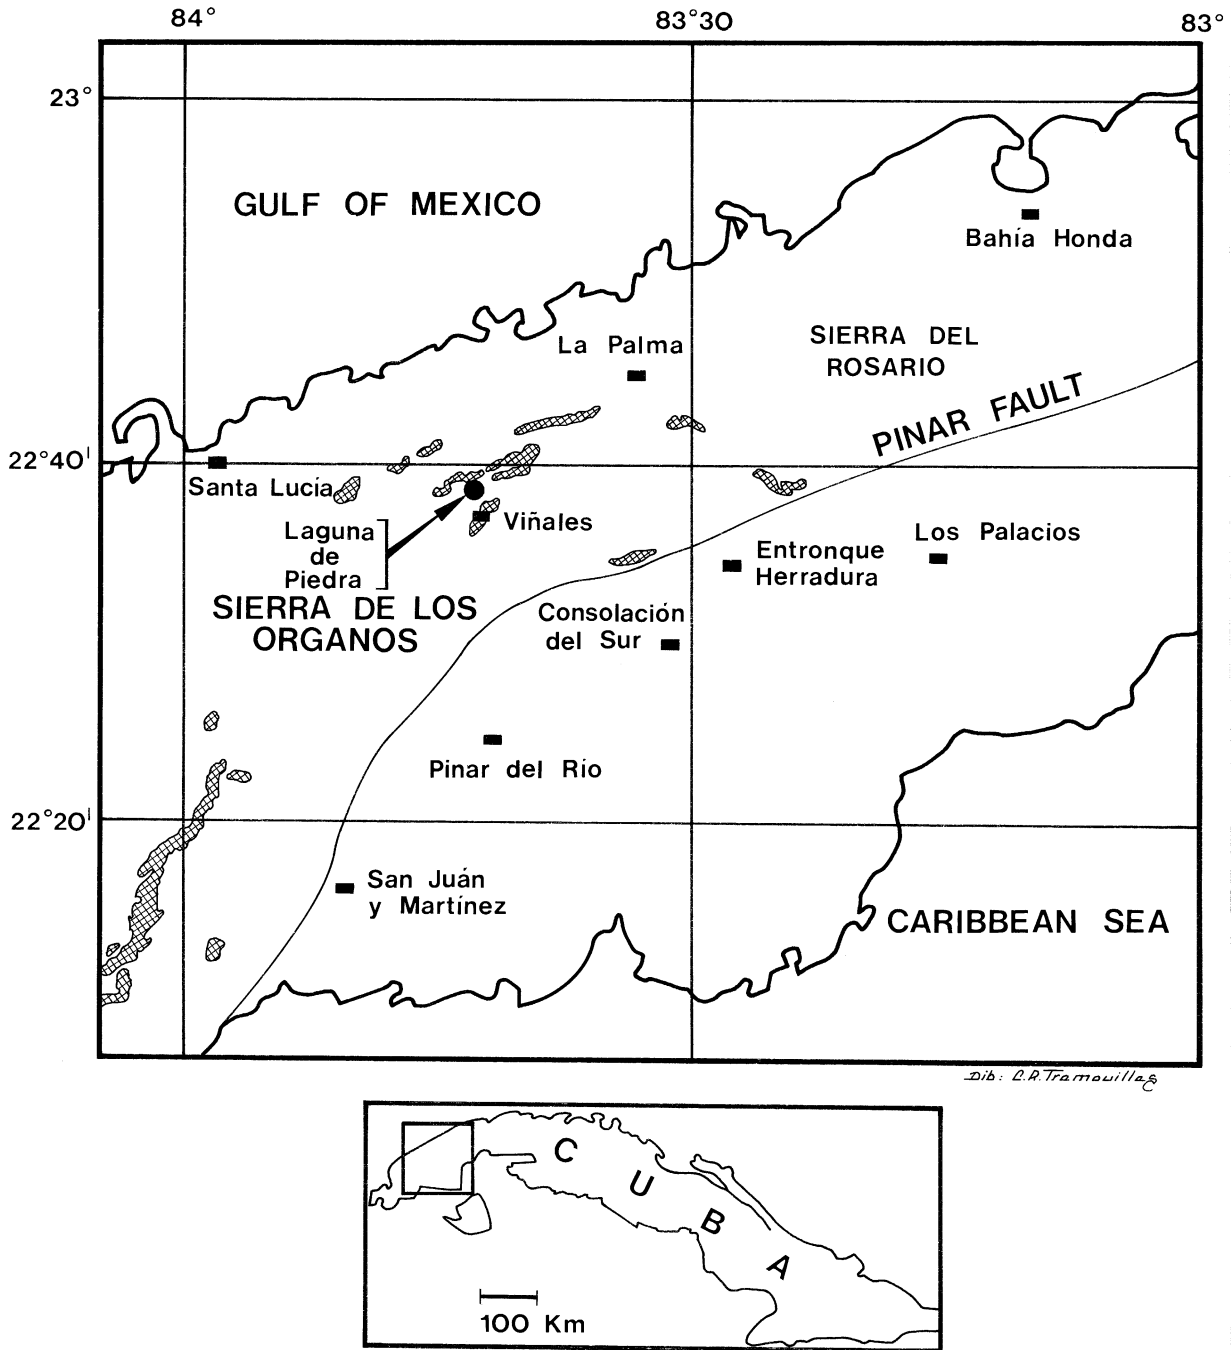 84°
83°30
83°
23°
GULF OF MEXICO
Bahía Honda
SIERRA DEL
ROSARIO
La Palma
PINAR FAULT
22°40'
Santa Lucía
Laguna
de
Piedra
Viñales
Los Palacios
Entronque
Herradura
SIERRA DE LOS
ORGANOS
Consolación
del Sur
Pinar del Río
22°20'
San Juán
y Martínez
CARIBBEAN SEA
Dib: C.R. Tramouillas
C U B A
100 Km